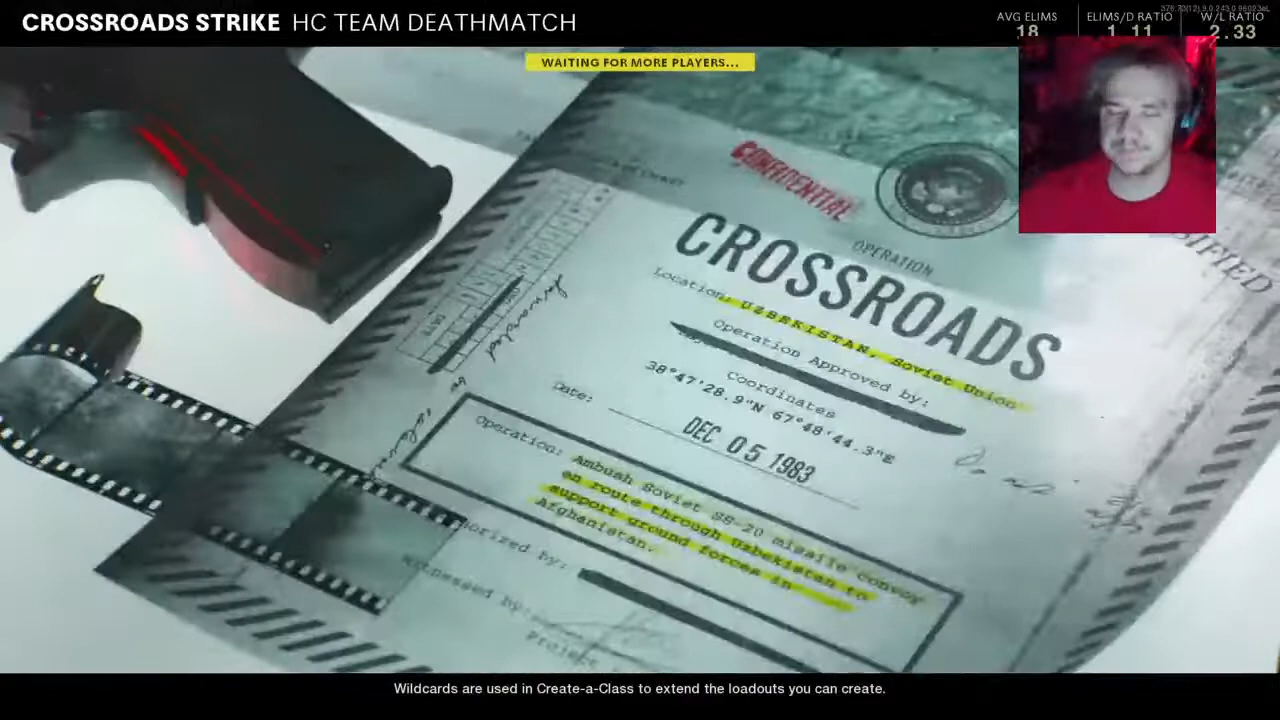 CROSSROADS STRIKE HC TEAM DEATHMATCH
AVG ELIMS
ELIMS/D RATIO
W/L RATIO
18
1.11
2.33
WAITING FOR MORE PLAYERS...
CONFIDENTIAL
OPERATION
CROSSROADS
Location: UZBEKISTAN, Soviet Union
Operation Approved by:
Coordinates
38°47'28.9"N 67°48'44.3"E
Date:
DEC 05 1983
Operation: Ambush Soviet SS-20 missile convoy
en route through Uzbekistan to
support ground forces in
Afghanistan.
Witnessed by:
Project
DATE
Wildcards are used in Create-a-Class to extend the loadouts you can create.